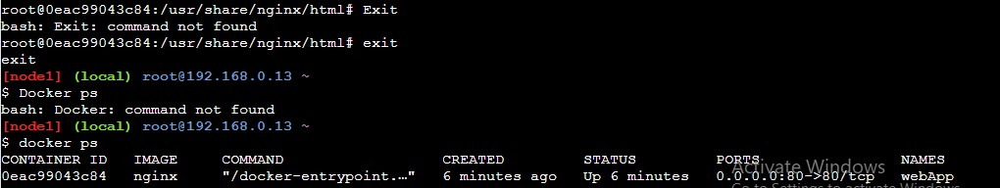 root@0eac99043c84:/usr/share/nginx/html# Exit
bash: Exit: command not found
root@0eac99043c84:/usr/share/nginx/html# exit
exit
[node1] (local) root@192.168.0.13 ~
$ Docker ps
bash: Docker: command not found
[node1] (local) root@192.168.0.13 ~
$ docker ps
CONTAINER ID IMAGE COMMAND CREATED STATUS PORTS NAMES
Activate Windows
0eac99043c84 nginx "/docker-entrypoint.…" 6 minutes ago Up 6 minutes 0.0.0.0:80->80/tcp webApp
Go to Settings to activate Windows